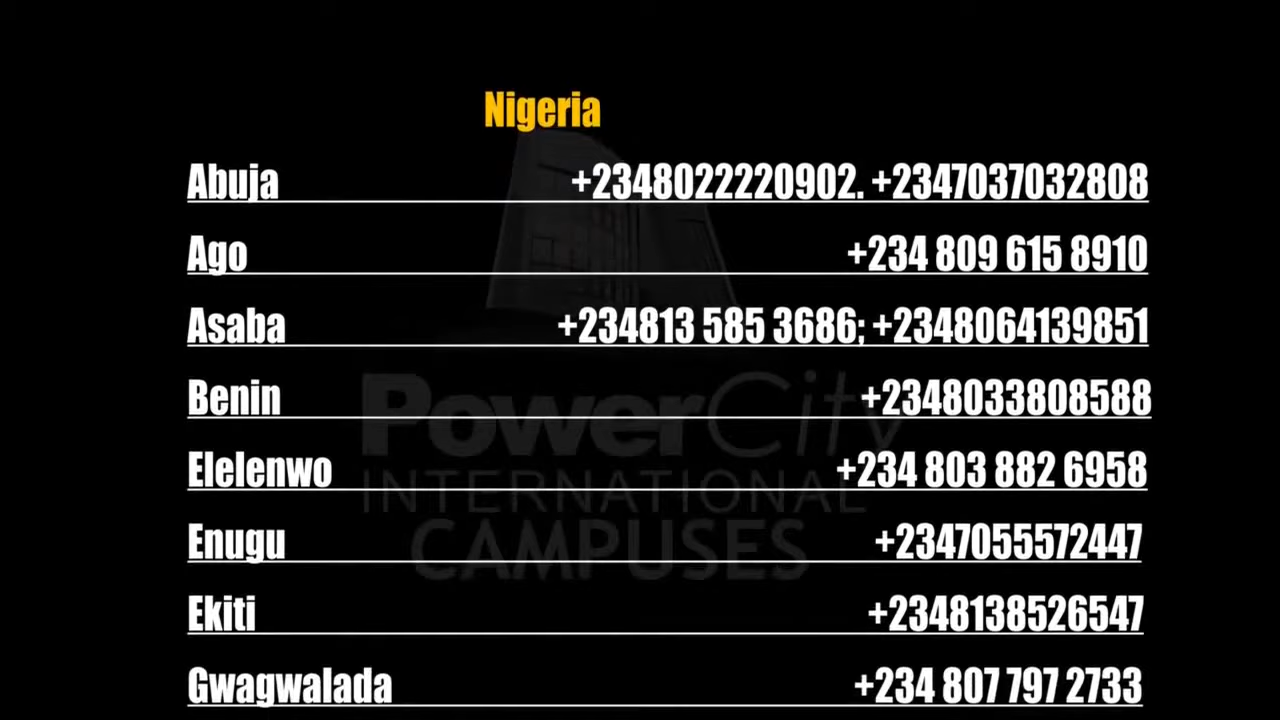 Nigeria
Abuja +2348022220902. +2347037032808
Ago +234 809 615 8910
Asaba +234813 585 3686; +2348064139851
Benin +2348033808588
PowerCity
Elelenwo +234 803 882 6958
INTERNATIONAL
Enugu +2347055572447
CAMPUSES
Ekiti +2348138526547
Gwagwalada +234 807 797 2733